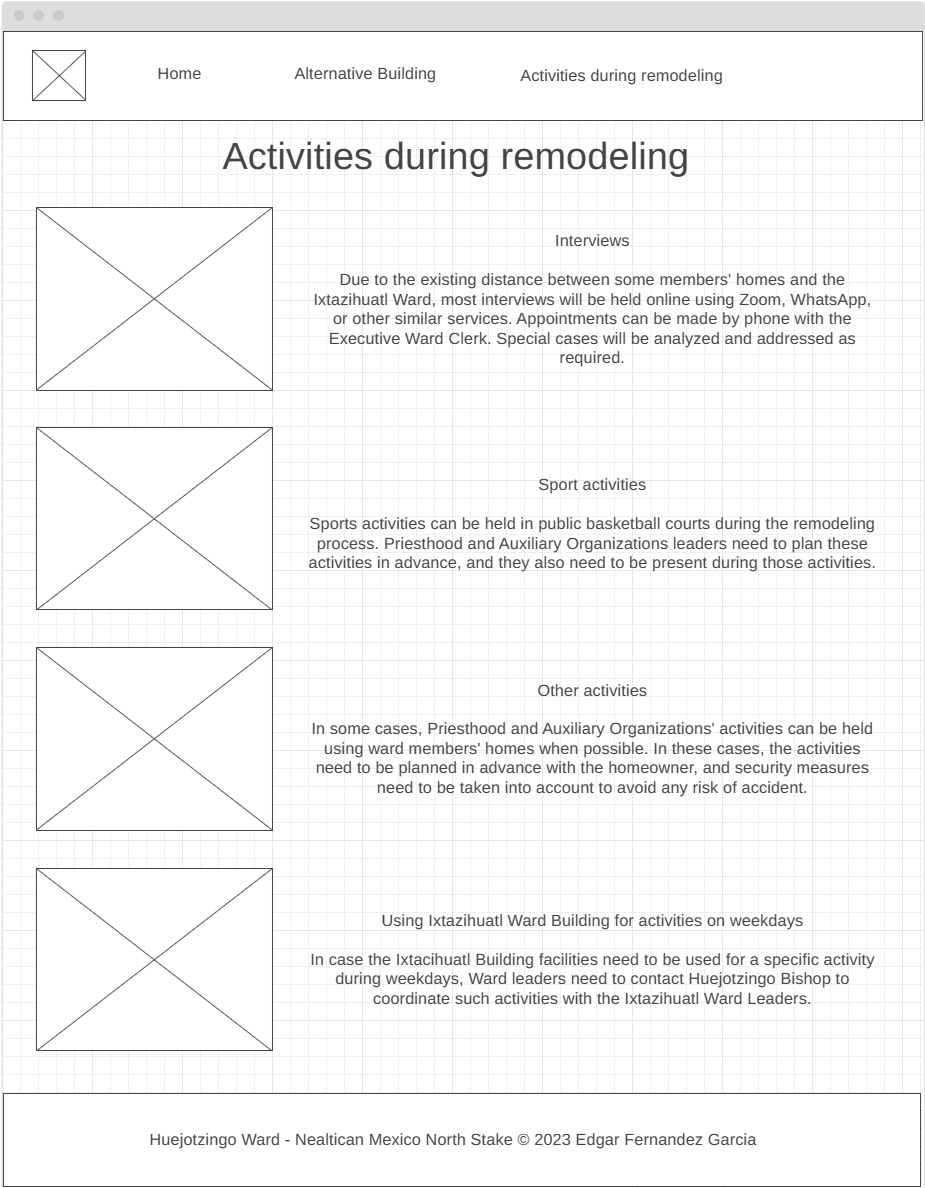 Home
Alternative Building
Activities during remodeling
Activities during remodeling
Interviews
Due to the existing distance between some members' homes and the
Ixtazihuatl Ward, most interviews will be held online using Zoom, WhatsApp,
or other similar services. Appointments can be made by phone with the
Executive Ward Clerk. Special cases will be analyzed and addressed as
required.
Sport activities
Sports activities can be held in public basketball courts during the remodeling
process. Priesthood and Auxiliary Organizations leaders need to plan these
activities in advance, and they also need to be present during those activities.
Other activities
In some cases, Priesthood and Auxiliary Organizations' activities can be held
using ward members' homes when possible. In these cases, the activities
need to be planned in advance with the homeowner, and security measures
need to be taken into account to avoid any risk of accident.
Using Ixtazihuatl Ward Building for activities on weekdays
In case the Ixtacihuatl Building facilities need to be used for a specific activity
during weekdays, Ward leaders need to contact Huejotzingo Bishop to
coordinate such activities with the Ixtazihuatl Ward Leaders.
Huejotzingo Ward - Nealtican Mexico North Stake © 2023 Edgar Fernandez Garcia